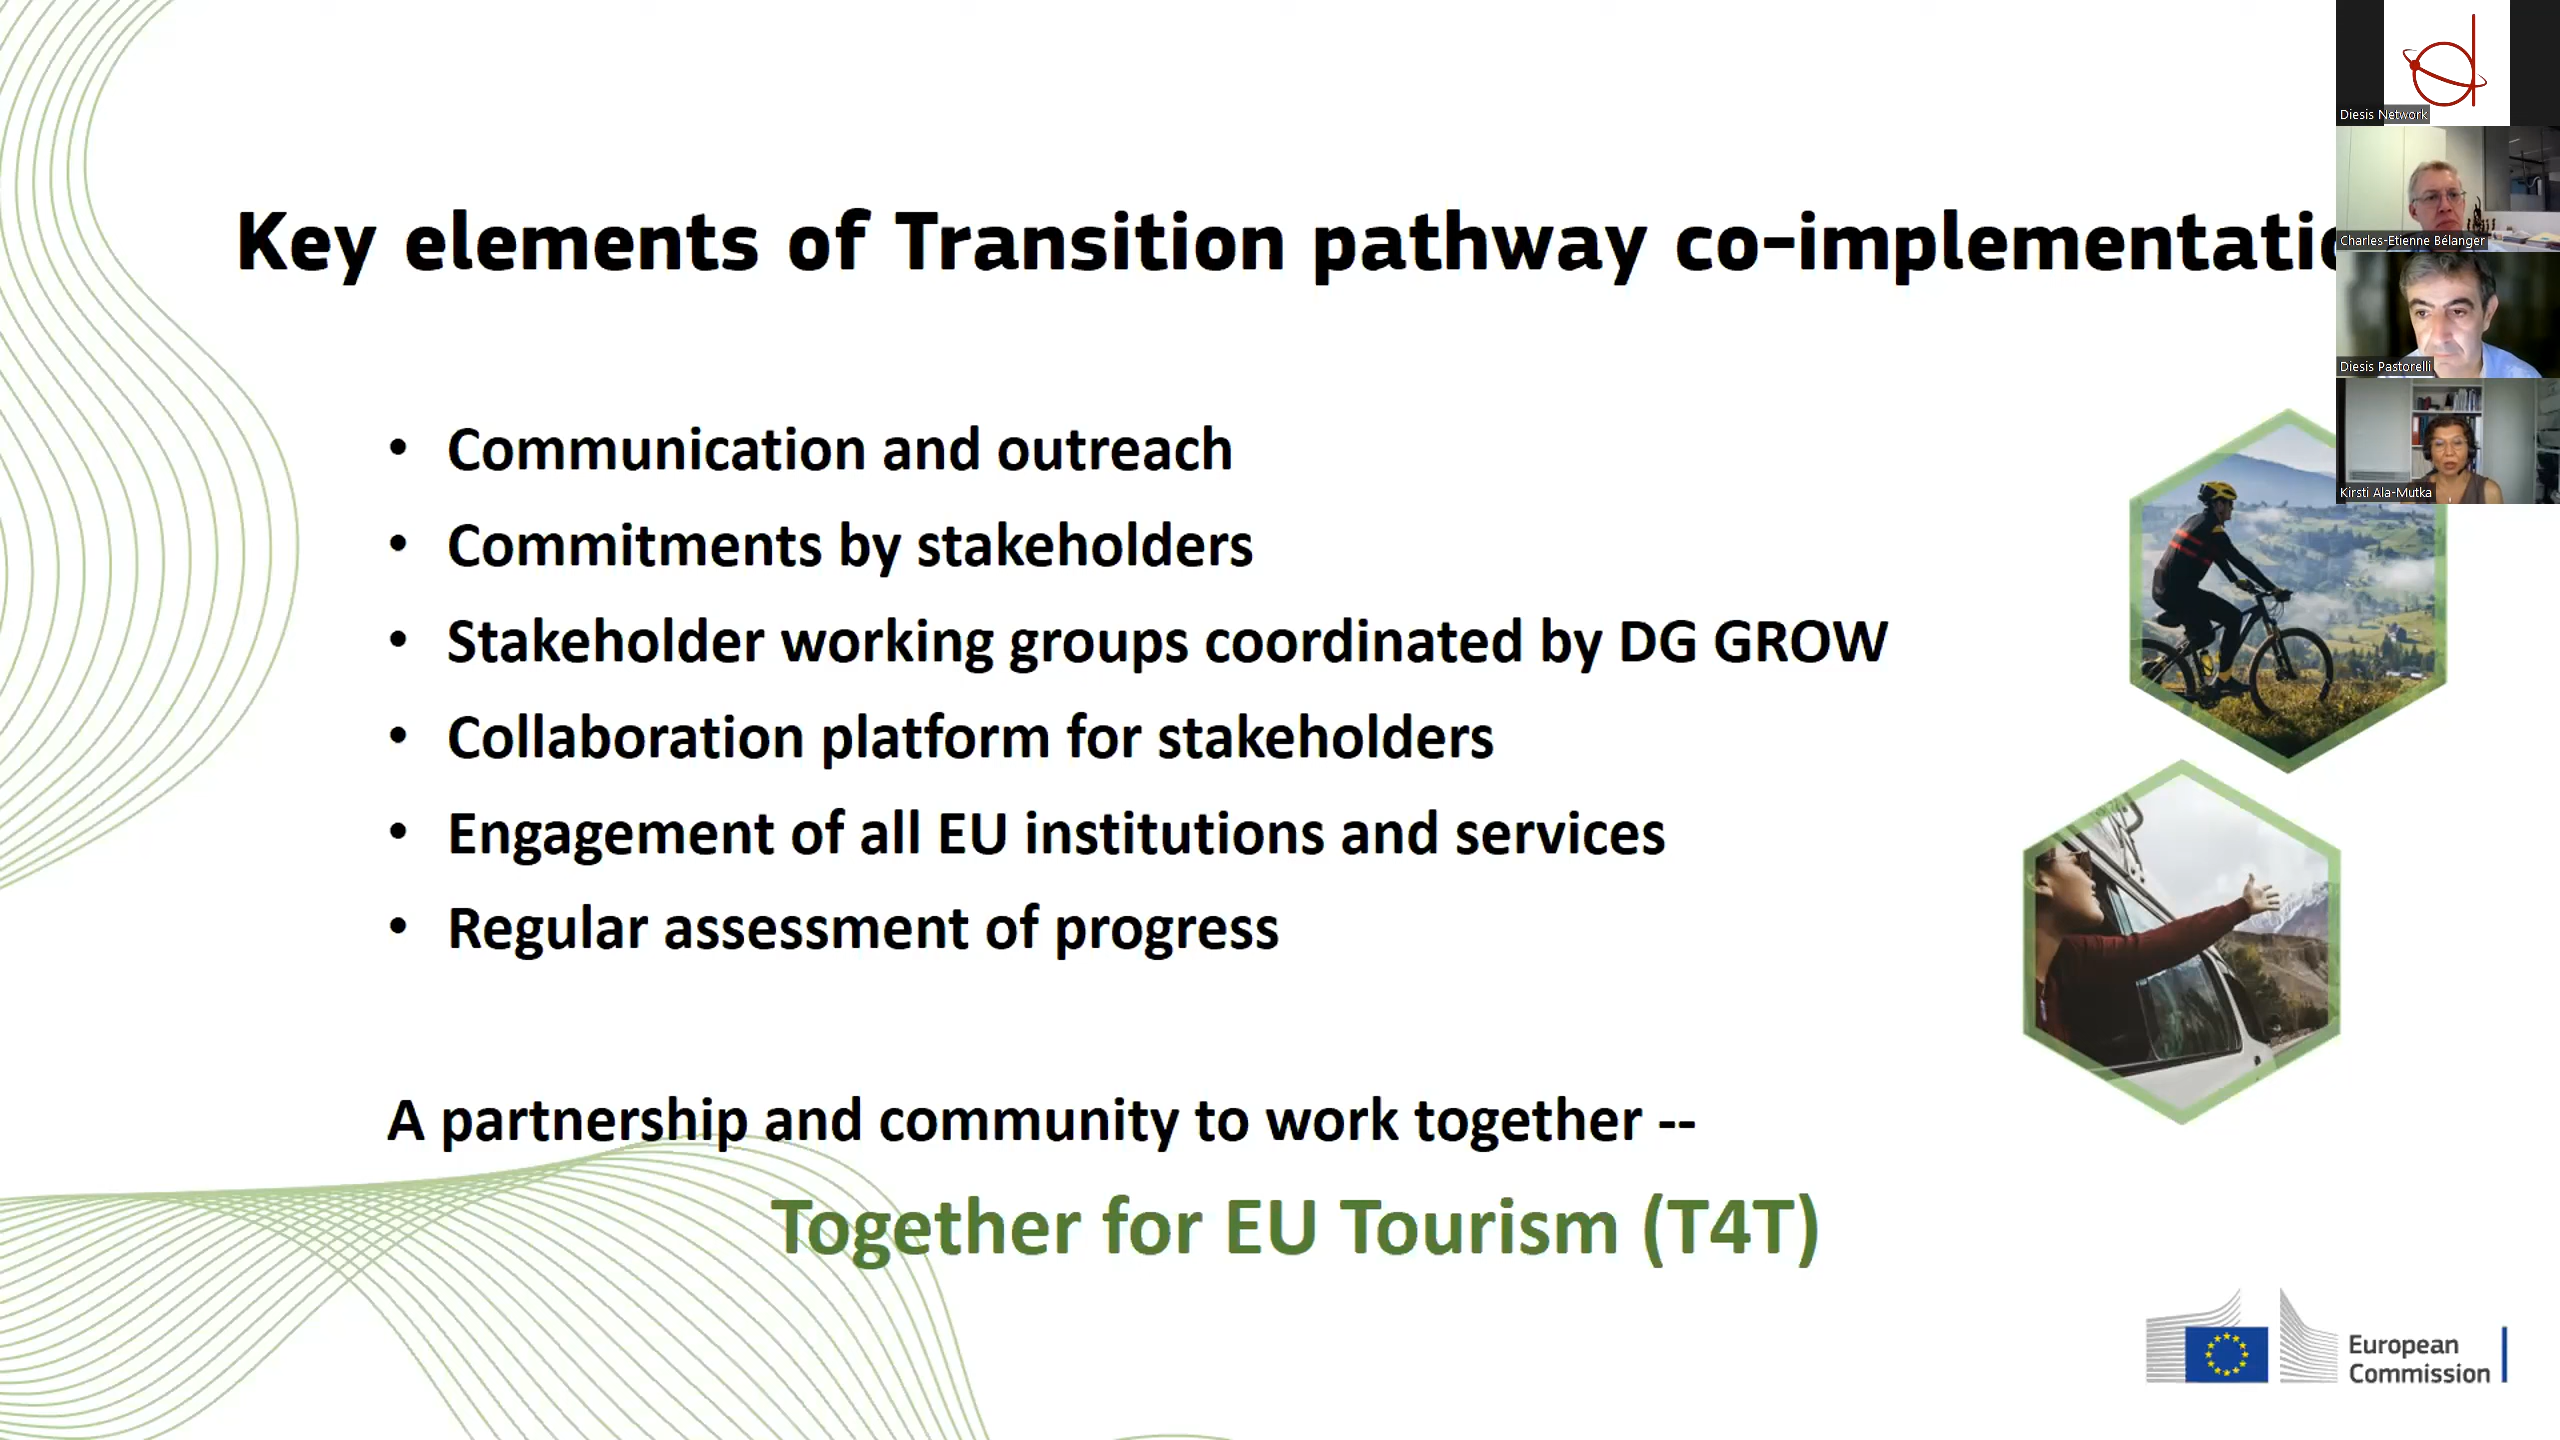 Diesis Network
Charles-Etienne Bélanger
Diesis Pastorelli
Kirsti Ala-Mutka
Key elements of Transition pathway co-implementatio
• Communication and outreach
• Commitments by stakeholders
• Stakeholder working groups coordinated by DG GROW
• Collaboration platform for stakeholders
• Engagement of all EU institutions and services
• Regular assessment of progress
A partnership and community to work together --
Together for EU Tourism (T4T)
European
Commission